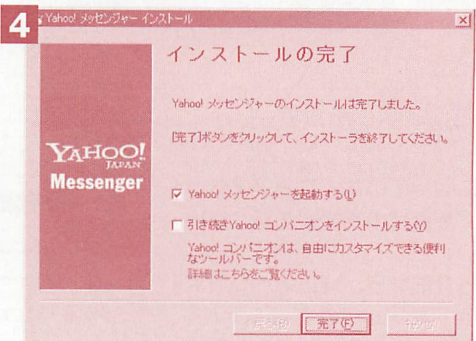 4
Yahoo! メッセンジャー インストール
インストールの完了
Yahoo! メッセンジャーのインストールは完了しました。
[完了]ボタンをクリックして、インストーラを終了してください。
YAHOO!
JAPAN
Messenger
Yahoo! メッセンジャーを起動する(L)
引き続きYahoo! コンパニオンをインストールする(Y)
Yahoo! コンパニオンは、自由にカスタマイズできる便利
なツールバーです。
詳細はこちらをご覧ください。
完了(F)